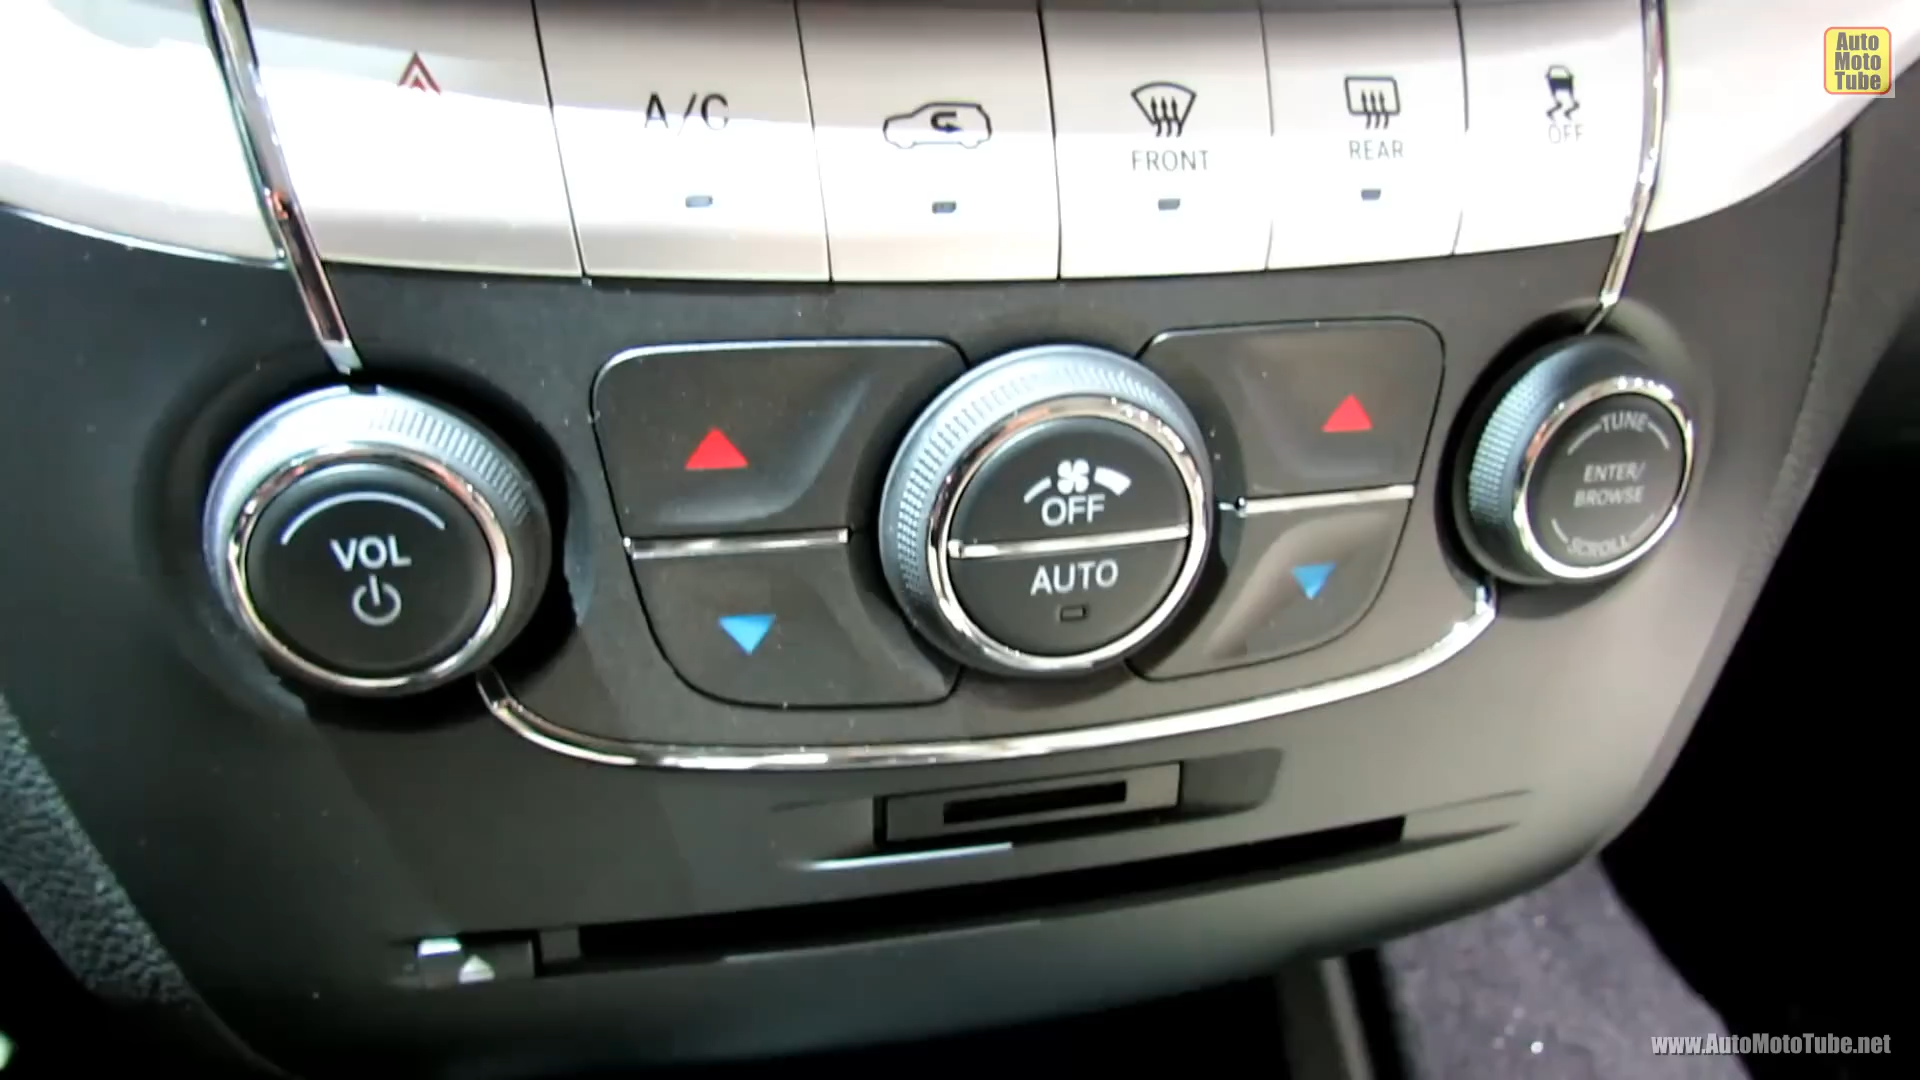 Auto
Moto
Tube
A/C
FRONT
REAR
OFF
VOL
OFF
AUTO
TUNE
ENTER/
BROWSE
SCROLL
www.AutoMotoTube.net